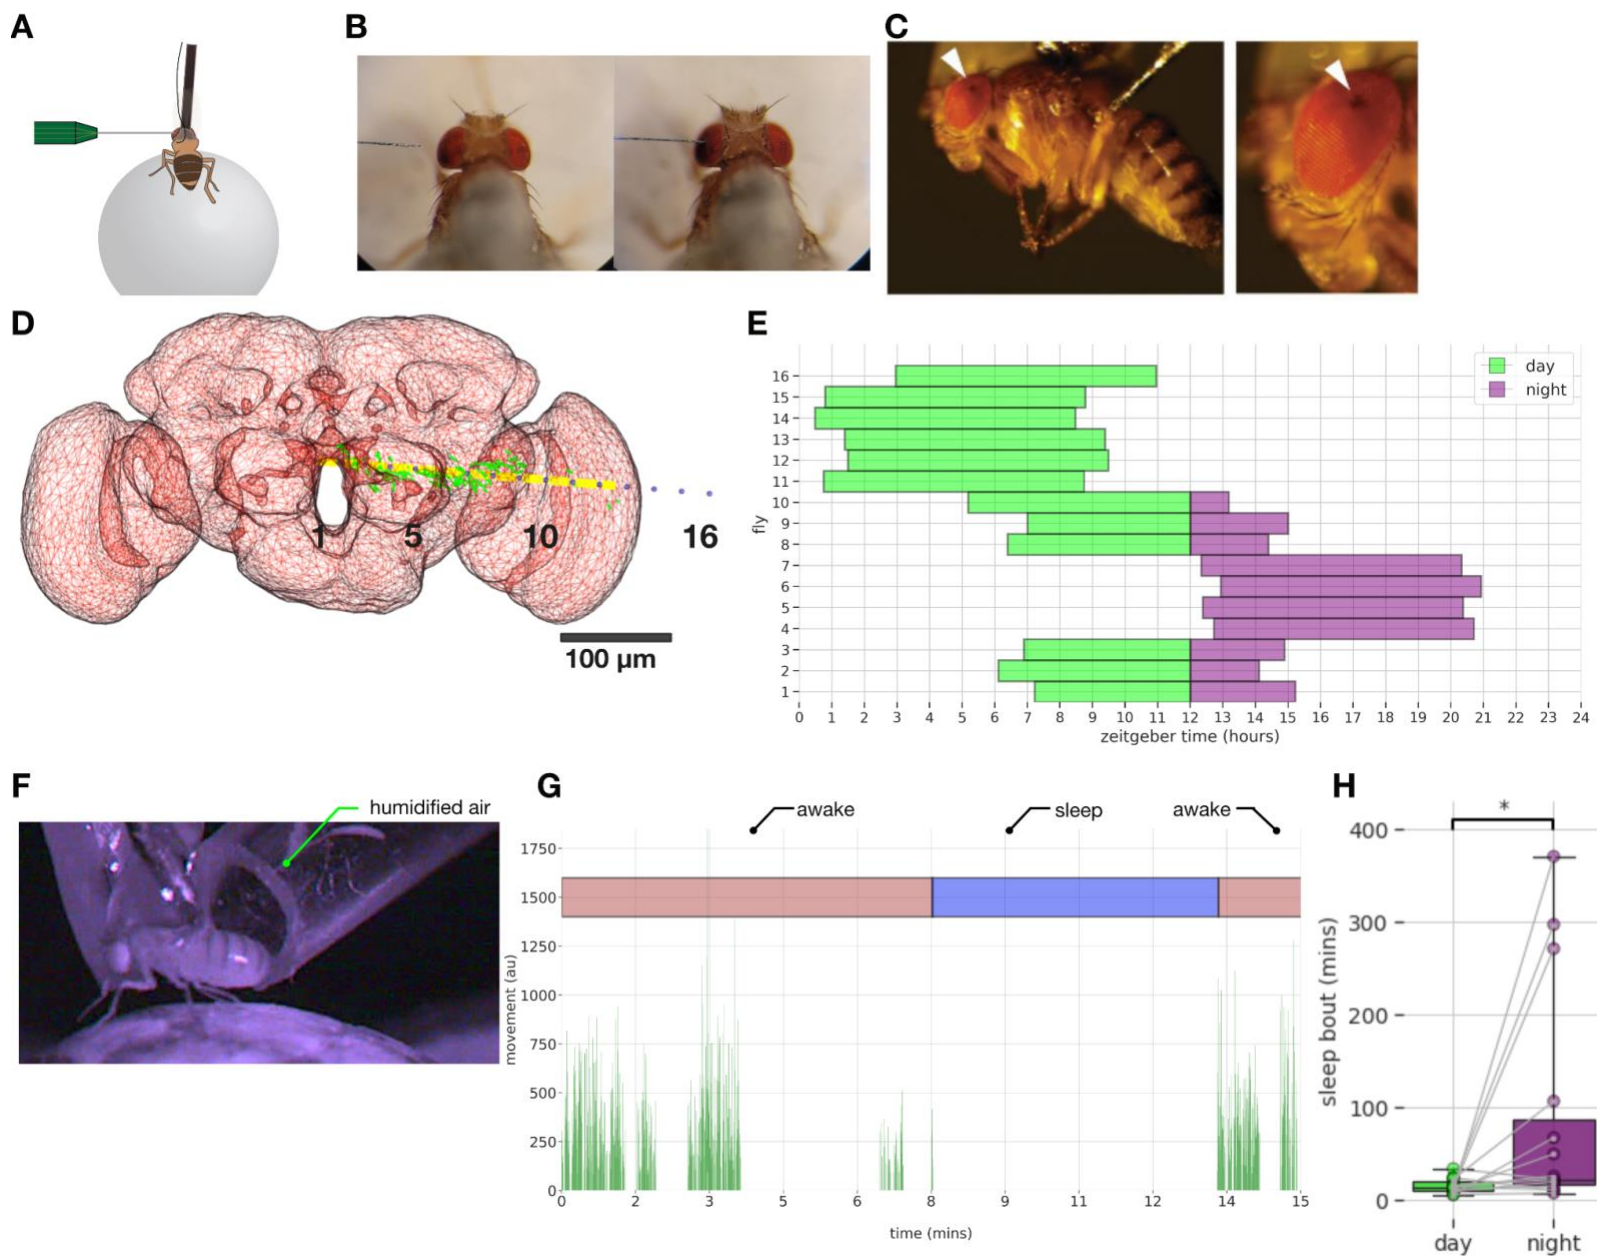 A
B
C
D
1
5
10
16
100 µm
E
day
night
16
15
14
13
12
11
10
9
8
7
6
5
4
3
2
1
fly
0 1 2 3 4 5 6 7 8 9 10 11 12 13 14 15 16 17 18 19 20 21 22 23 24
zeitgeber time (hours)
F
humidified air
G
awake
sleep
awake
1750
1500
1250
1000
750
500
250
0
movement (au)
0 2 3 5 6 8 9 11 12 14 15
time (mins)
H
*
400
300
200
100
0
sleep bout (mins)
day night